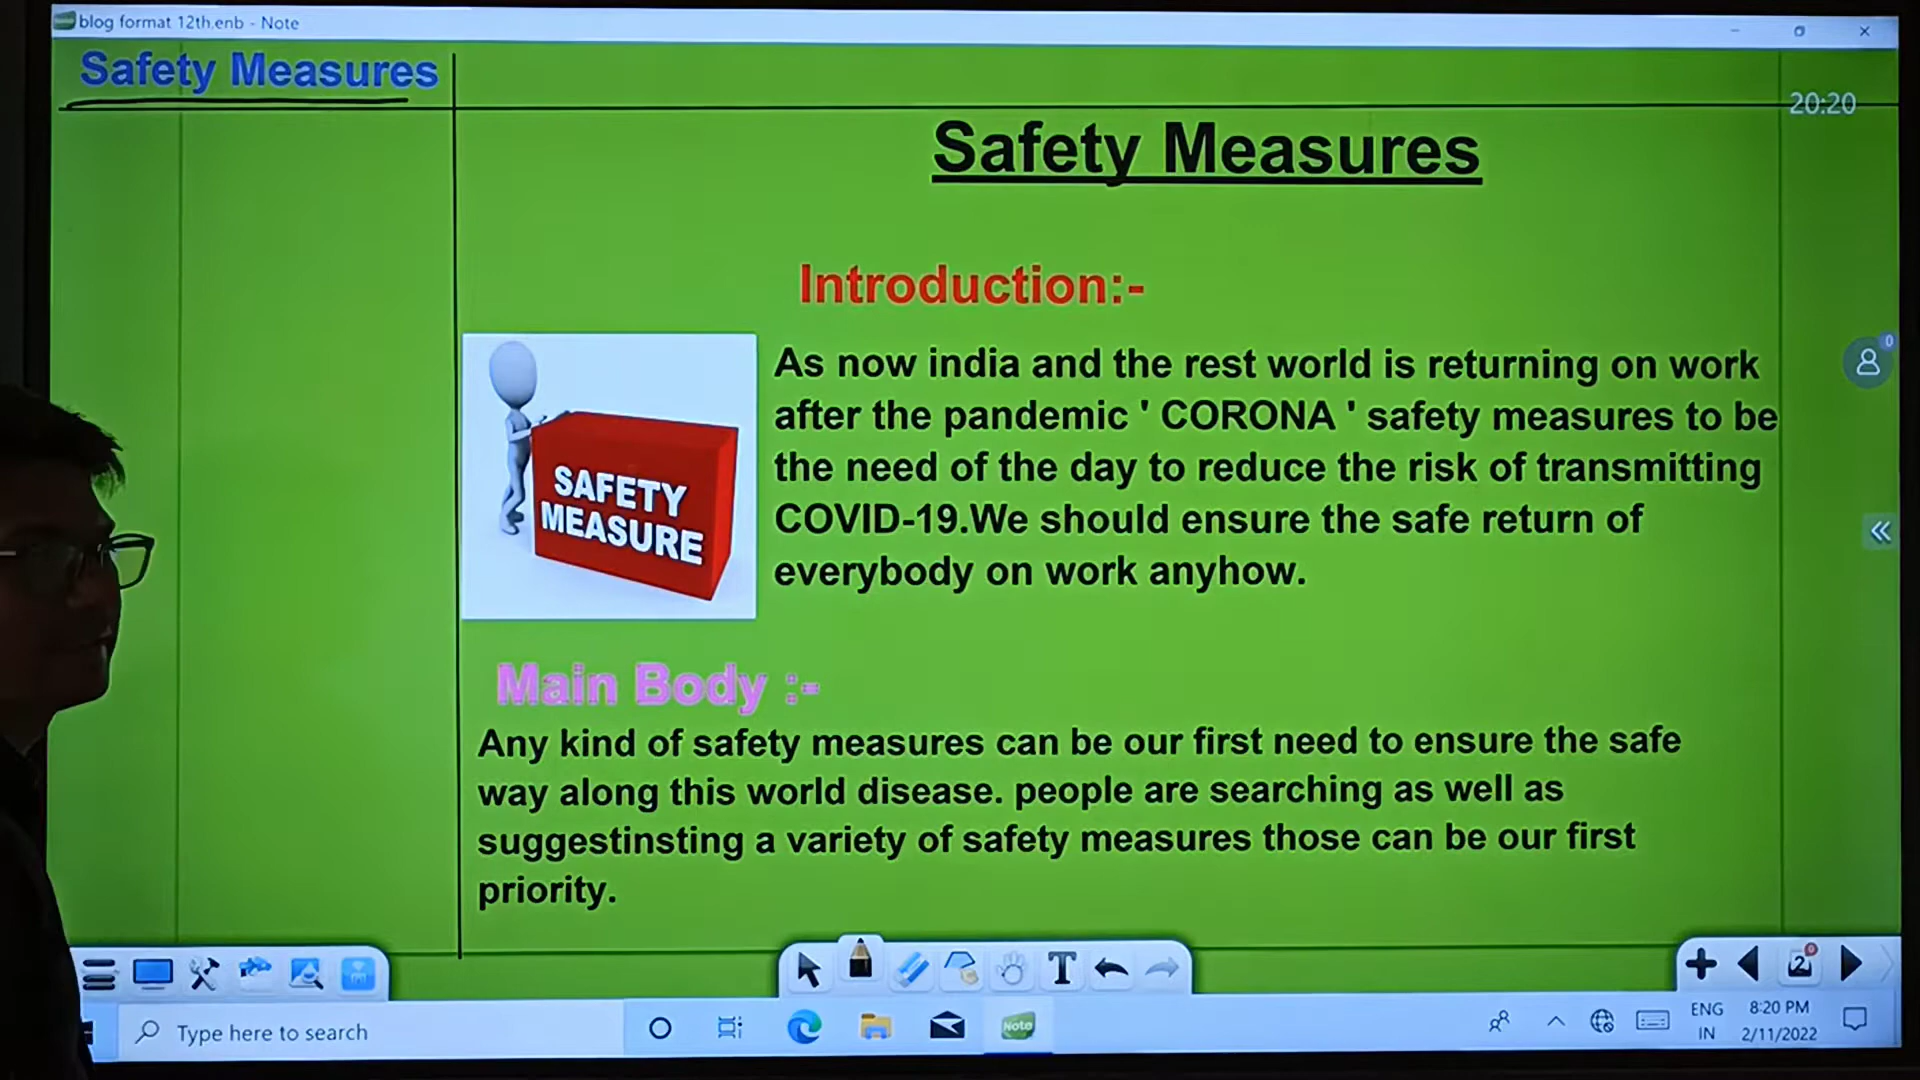 blog format 12th.enb - Note
Safety Measures
20:20
Safety Measures
Introduction:-
SAFETY
MEASURE
As now india and the rest world is returning on work
after the pandemic ' CORONA ' safety measures to be
the need of the day to reduce the risk of transmitting
COVID-19.We should ensure the safe return of
everybody on work anyhow.
0
Main Body :-
Any kind of safety measures can be our first need to ensure the safe
way along this world disease. people are searching as well as
suggestinsting a variety of safety measures those can be our first
priority.
T
2
Type here to search
Note
ENG
IN
8:20 PM
2/11/2022